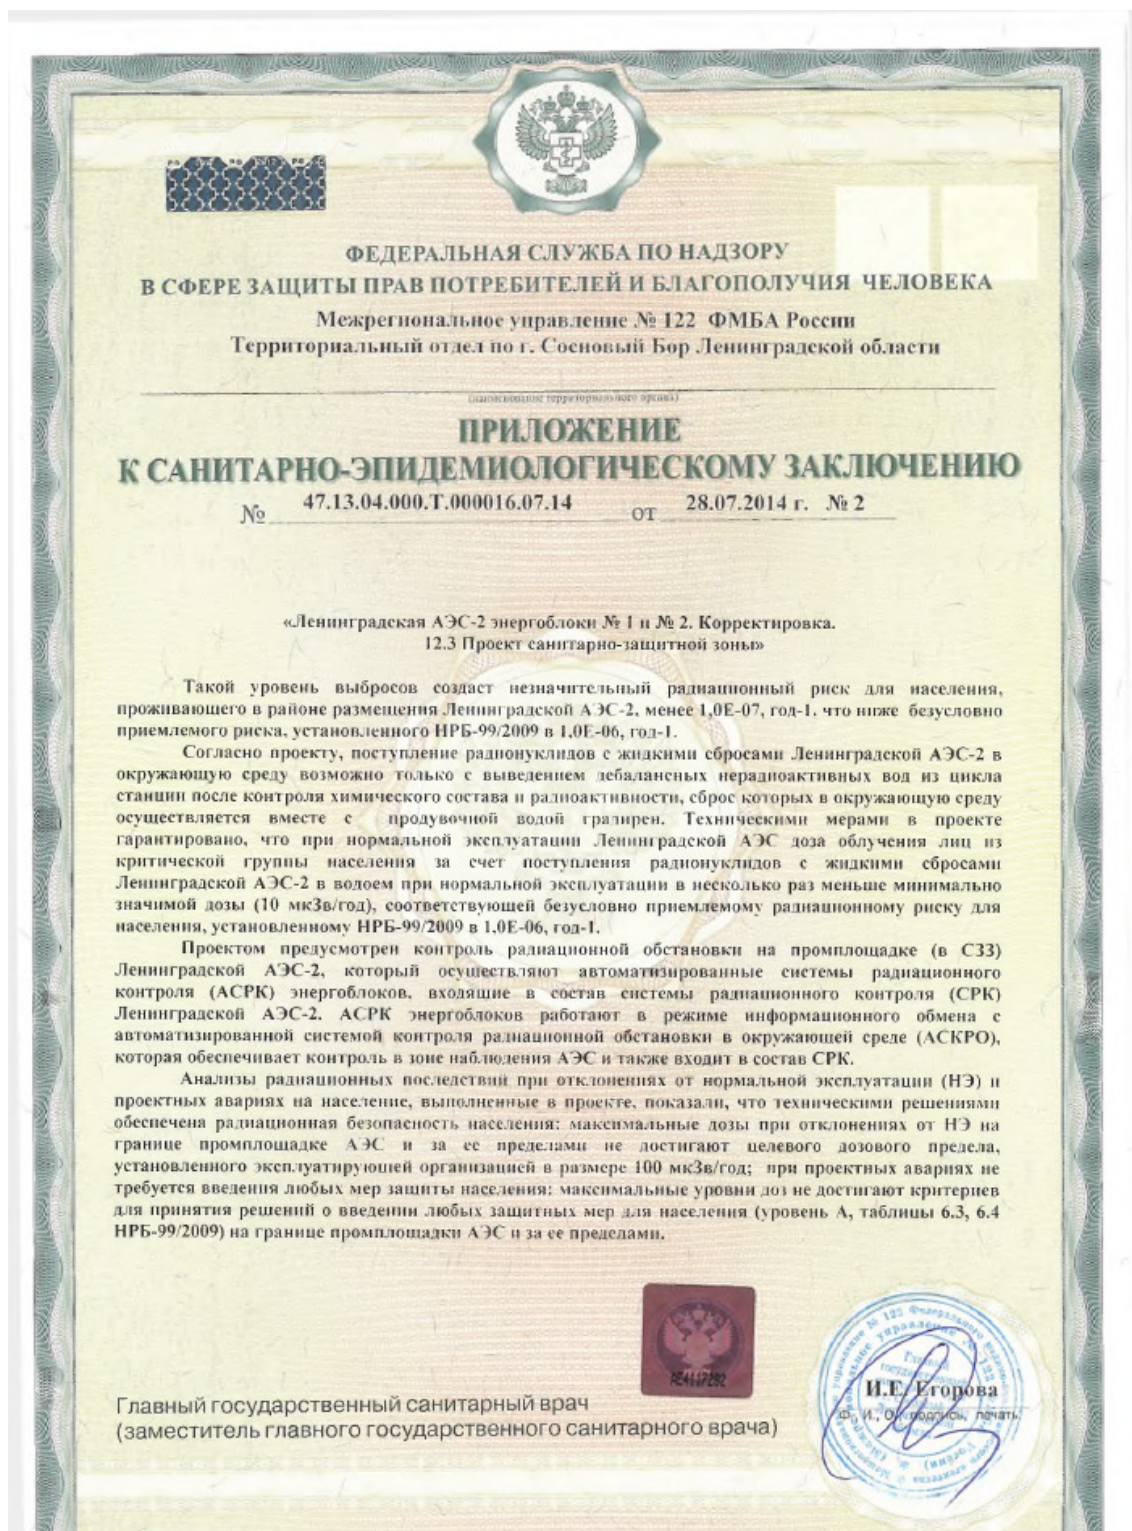 ФЕДЕРАЛЬНАЯ СЛУЖБА ПО НАДЗОРУ
В СФЕРЕ ЗАЩИТЫ ПРАВ ПОТРЕБИТЕЛЕЙ И БЛАГОПОЛУЧИЯ ЧЕЛОВЕКА
Межрегиональное управление № 122 ФМБА России
Территориальный отдел по г. Сосновый Бор Ленинградской области
(наименование территориального органа)
ПРИЛОЖЕНИЕ
К САНИТАРНО-ЭПИДЕМИОЛОГИЧЕСКОМУ ЗАКЛЮЧЕНИЮ
№ 47.13.04.000.Т.000016.07.14 от 28.07.2014 г. № 2
«Ленинградская АЭС-2 энергоблоки № 1 и № 2. Корректировка.
12.3 Проект санитарно-защитной зоны»
Такой уровень выбросов создаст незначительный радиационный риск для населения,
проживающего в районе размещения Ленинградской АЭС-2, менее 1,0Е-07, год-1, что ниже безусловно
приемлемого риска, установленного НРБ-99/2009 в 1,0Е-06, год-1.
Согласно проекту, поступление радионуклидов с жидкими сбросами Ленинградской АЭС-2 в
окружающую среду возможно только с выведением дебалансных нерадиоактивных вод из цикла
станции после контроля химического состава и радиоактивности, сброс которых в окружающую среду
осуществляется вместе с продувочной водой градирен. Техническими мерами в проекте
гарантировано, что при нормальной эксплуатации Ленинградской АЭС доза облучения лиц из
критической группы населения за счет поступления радионуклидов с жидкими сбросами
Ленинградской АЭС-2 в водоем при нормальной эксплуатации в несколько раз меньше минимально
значимой дозы (10 мкЗв/год), соответствующей безусловно приемлемому радиационному риску для
населения, установленному НРБ-99/2009 в 1,0Е-06, год-1.
Проектом предусмотрен контроль радиационной обстановки на промплощадке (в СЗЗ)
Ленинградской АЭС-2, который осуществляют автоматизированные системы радиационного
контроля (АСРК) энергоблоков, входящие в состав системы радиационного контроля (СРК)
Ленинградской АЭС-2. АСРК энергоблоков работают в режиме информационного обмена с
автоматизированной системой контроля радиационной обстановки в окружающей среде (АСКРО),
которая обеспечивает контроль в зоне наблюдения АЭС и также входит в состав СРК.
Анализы радиационных последствий при отклонениях от нормальной эксплуатации (НЭ) и
проектных авариях на население, выполненные в проекте, показали, что техническими решениями
обеспечена радиационная безопасность населения: максимальные дозы при отклонениях от НЭ на
границе промплощадке АЭС и за ее пределами не достигают целевого дозового предела,
установленного эксплуатирующей организацией в размере 100 мкЗв/год; при проектных авариях не
требуется введения любых мер защиты населения: максимальные уровни доз не достигают критериев
для принятия решений о введении любых защитных мер для населения (уровень А, таблицы 6.3, 6.4
НРБ-99/2009) на границе промплощадки АЭС и за ее пределами.
АЕ4117282
Главный государственный санитарный врач
(заместитель главного государственного санитарного врача)
И.Е. Егорова
Ф. И. О., подпись, печать